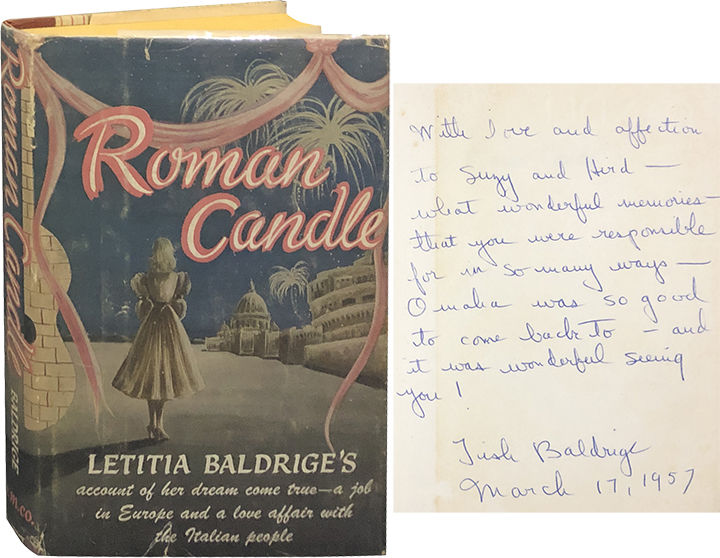 Roman Candle
BALDRIGE
m.co.
Roman
Candle
LETITIA BALDRIGE'S
account of her dream come true—a job
in Europe and a love affair with
the Italian people
With love and affection
to Suzy and Hird —
what wonderful memories—
that you were responsible
for in so many ways —
Omaha was so good
to come back to — and
it was wonderful seeing
you!
Tish Baldrige
March 17, 1957